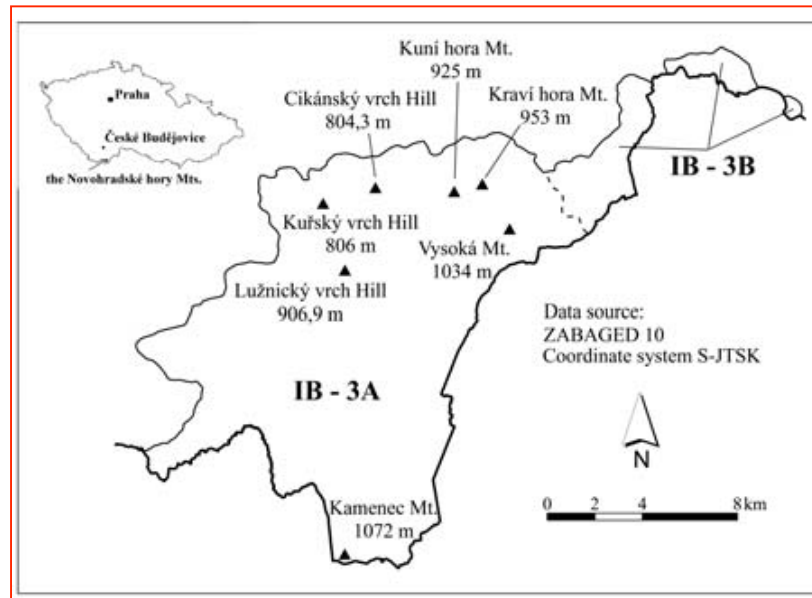 Praha
České Budějovice
the Novohradské hory Mts.
Kuní hora Mt.
925 m
Cikánský vrch Hill
804,3 m
Kraví hora Mt.
953 m
IB - 3B
Kuřský vrch Hill
806 m
Vysoká Mt.
1034 m
Lužnický vrch Hill
906,9 m
Data source:
ZABAGED 10
Coordinate system S-JTSK
IB - 3A
N
Kamenec Mt.
1072 m
0 2 4 8 km